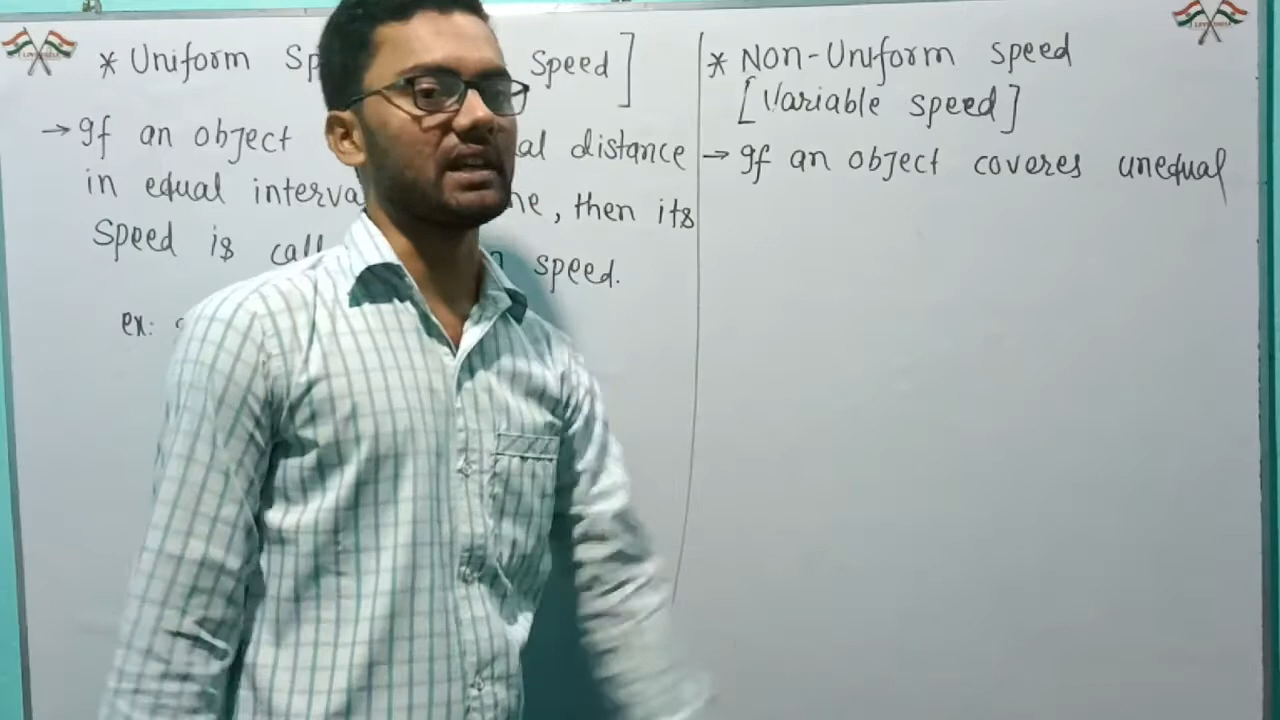 * Uniform Sp Speed]
→ If an object al distance
in equal interva me, then its
Speed is call speed.
ex:
* Non-Uniform speed
[Variable speed]
→ If an object coveres unequal